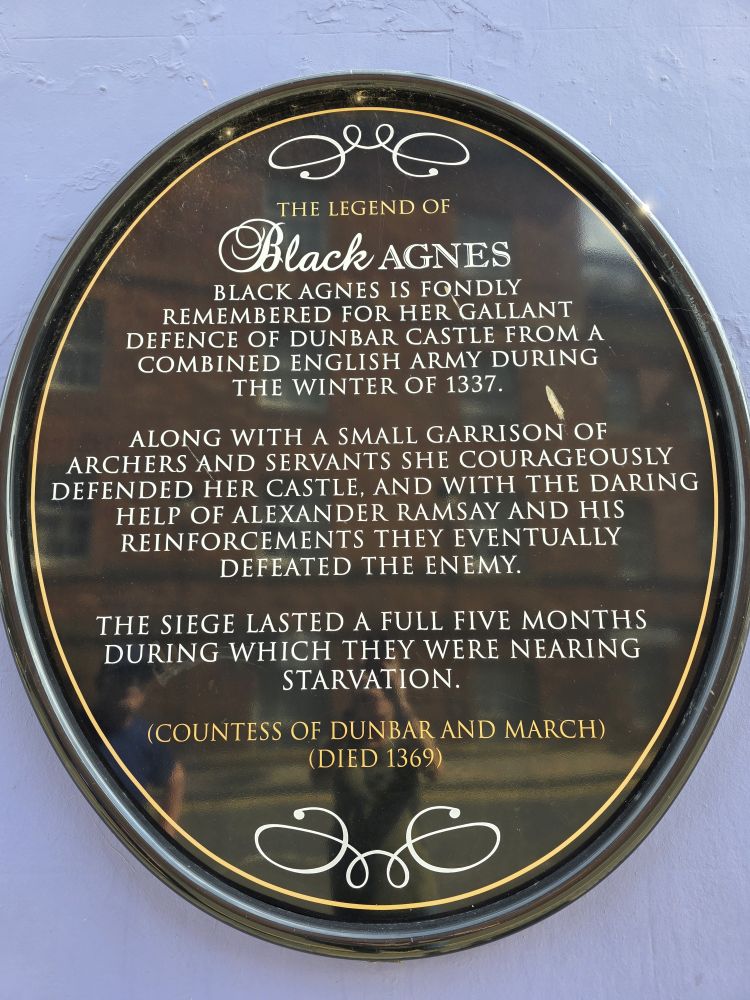 THE LEGEND OF
Black AGNES
BLACK AGNES IS FONDLY
REMEMBERED FOR HER GALLANT
DEFENCE OF DUNBAR CASTLE FROM A
COMBINED ENGLISH ARMY DURING
THE WINTER OF 1337.
ALONG WITH A SMALL GARRISON OF
ARCHERS AND SERVANTS SHE COURAGEOUSLY
DEFENDED HER CASTLE, AND WITH THE DARING
HELP OF ALEXANDER RAMSAY AND HIS
REINFORCEMENTS THEY EVENTUALLY
DEFEATED THE ENEMY.
THE SIEGE LASTED A FULL FIVE MONTHS
DURING WHICH THEY WERE NEARING
STARVATION.
(COUNTESS OF DUNBAR AND MARCH)
(DIED 1369)